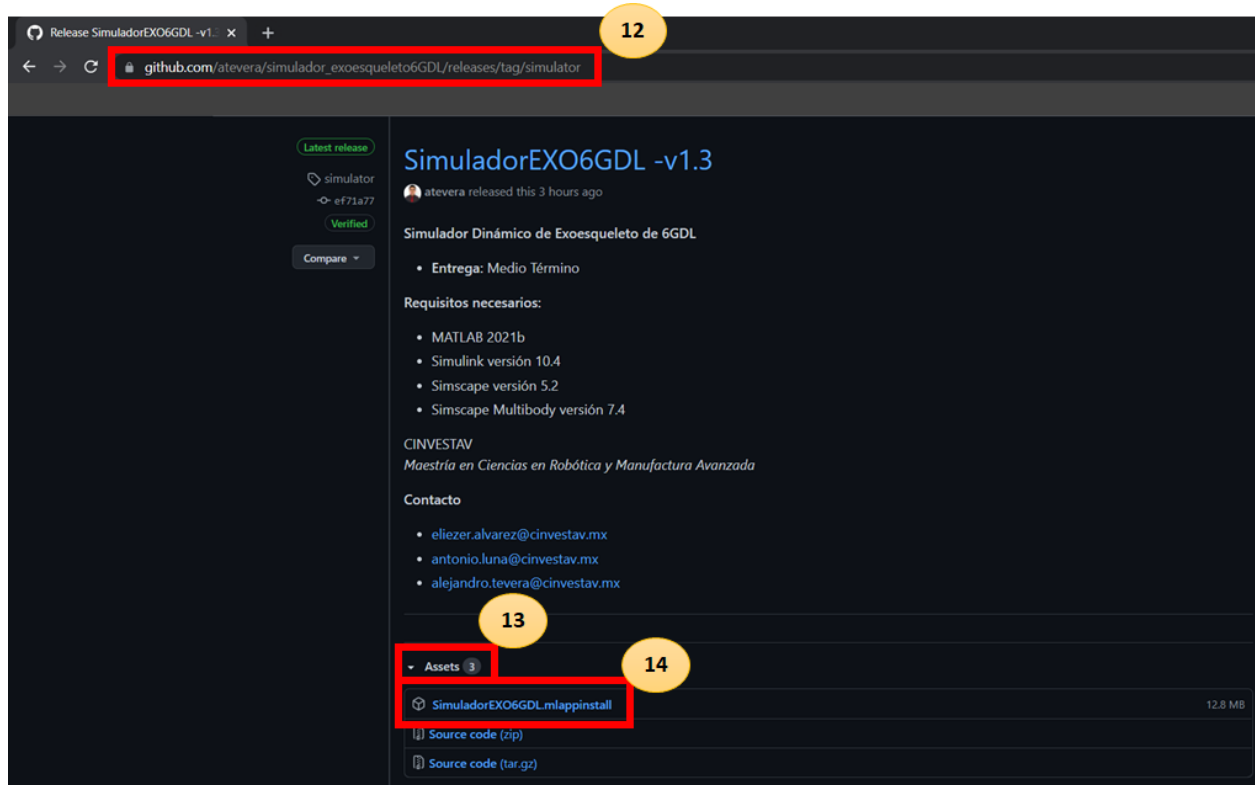 Release SimuladorEXO6GDL -v1.3
12
github.com/atevera/simulador_exoesqueleto6GDL/releases/tag/simulator
Latest release
simulator
ef71a77
Verified
Compare
SimuladorEXO6GDL -v1.3
atevera released this 3 hours ago
Simulador Dinámico de Exoesqueleto de 6GDL
Entrega: Medio Término
Requisitos necesarios:
MATLAB 2021b
Simulink versión 10.4
Simscape versión 5.2
Simscape Multibody versión 7.4
CINVESTAV
Maestría en Ciencias en Robótica y Manufactura Avanzada
Contacto
eliezer.alvarez@cinvestav.mx
antonio.luna@cinvestav.mx
alejandro.tevera@cinvestav.mx
13
Assets 3
14
SimuladorEXO6GDL.mlappinstall 12.8 MB
Source code (zip)
Source code (tar.gz)